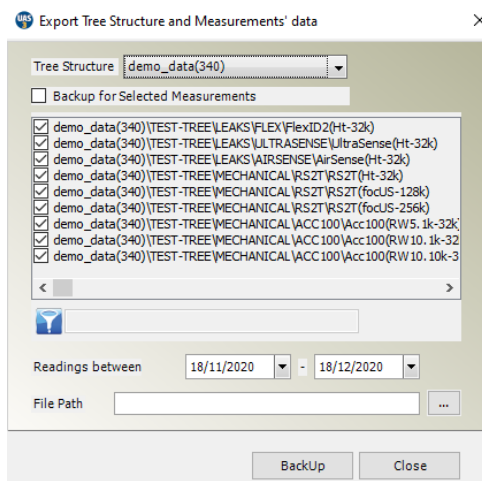 UAS
3
Export Tree Structure and Measurements' data
Tree Structure demo_data(340)
Backup for Selected Measurements
demo_data(340)\TEST-TREE\LEAKS\FLEX\FlexID2(Ht-32k)
demo_data(340)\TEST-TREE\LEAKS\ULTRASENSE\UltraSense(Ht-32k)
demo_data(340)\TEST-TREE\LEAKS\AIRSENSE\AirSense(Ht-32k)
demo_data(340)\TEST-TREE\MECHANICAL\RS2T\RS2T(Ht-32k)
demo_data(340)\TEST-TREE\MECHANICAL\RS2T\RS2T(focUS-128k)
demo_data(340)\TEST-TREE\MECHANICAL\RS2T\RS2T(focUS-256k)
demo_data(340)\TEST-TREE\MECHANICAL\ACC100\Acc100(RW5.1k-32k
demo_data(340)\TEST-TREE\MECHANICAL\ACC100\Acc100(RW10.1k-32
demo_data(340)\TEST-TREE\MECHANICAL\ACC100\Acc100(RW10.10k-3
Readings between 18/11/2020 - 18/12/2020
File Path ...
BackUp Close